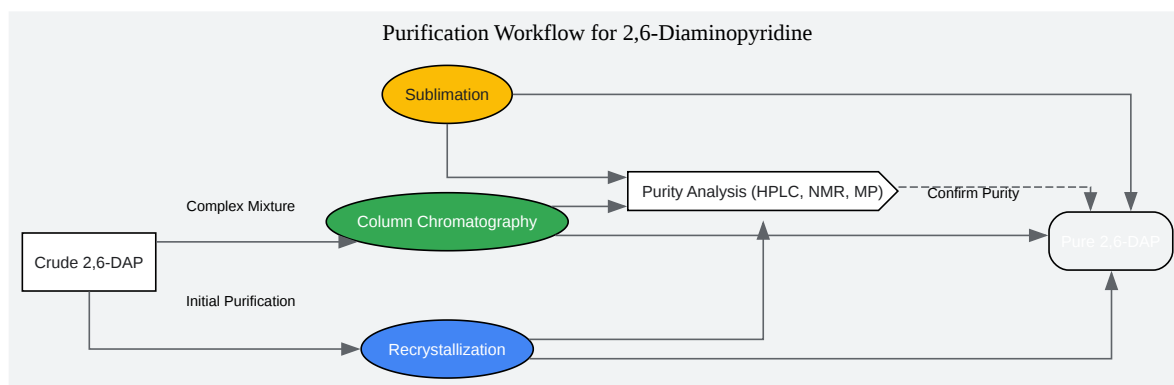 Purification Workflow for 2,6-Diaminopyridine
Sublimation
Purity Analysis (HPLC, NMR, MP)
Confirm Purity
Complex Mixture
Column Chromatography
Pure 2,6-DAP
Crude 2,6-DAP
Initial Purification
Recrystallization